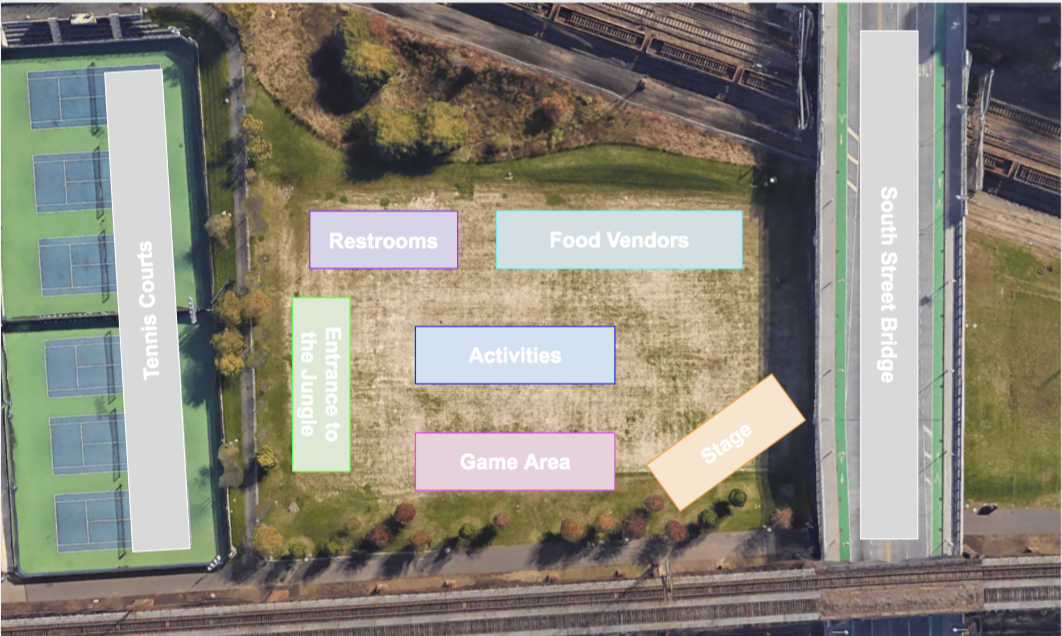 Restrooms
Food Vendors
Tennis Courts
Entrance to
the Jungle
Activities
South Street Bridge
Game Area
Stage